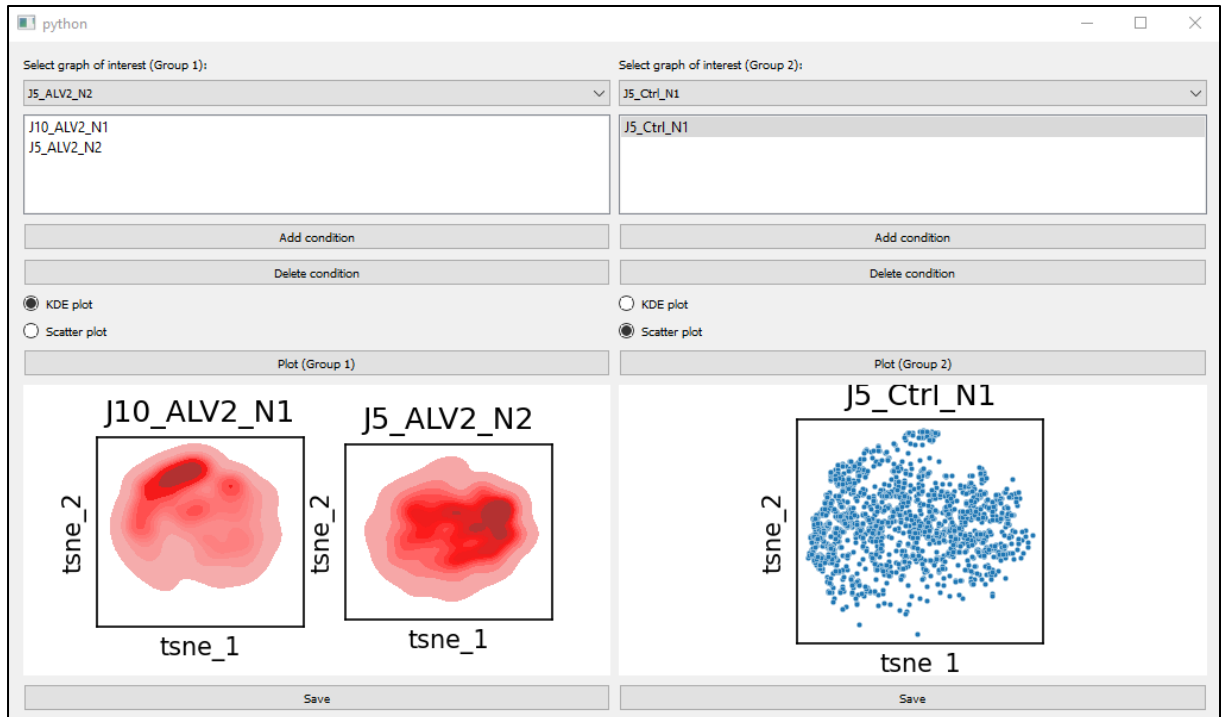 python
Select graph of interest (Group 1):
J5_ALV2_N2
J10_ALV2_N1
J5_ALV2_N2
Add condition
Delete condition
KDE plot
Scatter plot
Plot (Group 1)
J10_ALV2_N1
tsne_2
tsne_1
J5_ALV2_N2
tsne_2
tsne_1
Save
Select graph of interest (Group 2):
J5_Ctrl_N1
J5_Ctrl_N1
Add condition
Delete condition
KDE plot
Scatter plot
Plot (Group 2)
J5_Ctrl_N1
tsne_2
tsne_1
Save